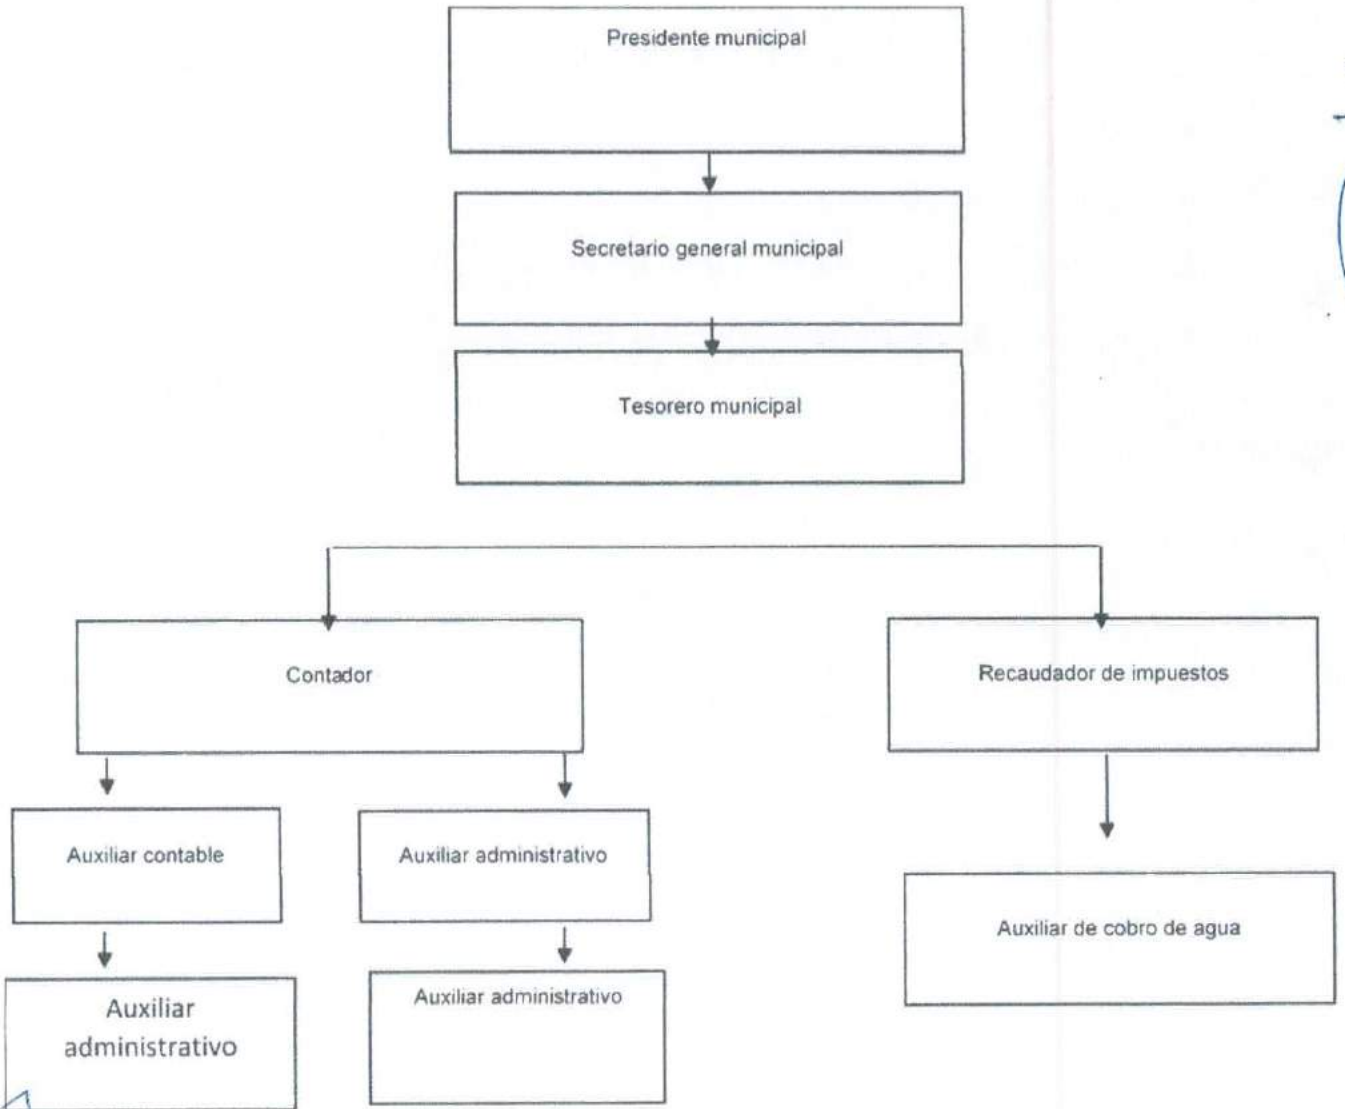 Presidente municipal
Secretario general municipal
Tesorero municipal
Contador
Recaudador de impuestos
Auxiliar contable
Auxiliar administrativo
Auxiliar de cobro de agua
Auxiliar
administrativo
Auxiliar administrativo